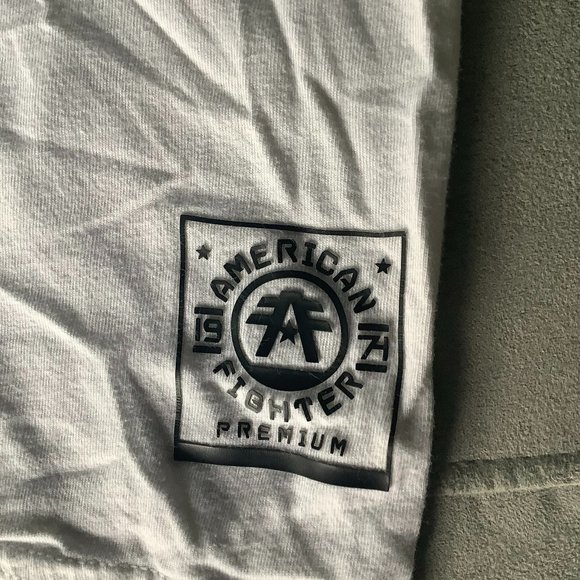 AMERICAN
19
71
FIGHTER
PREMIUM